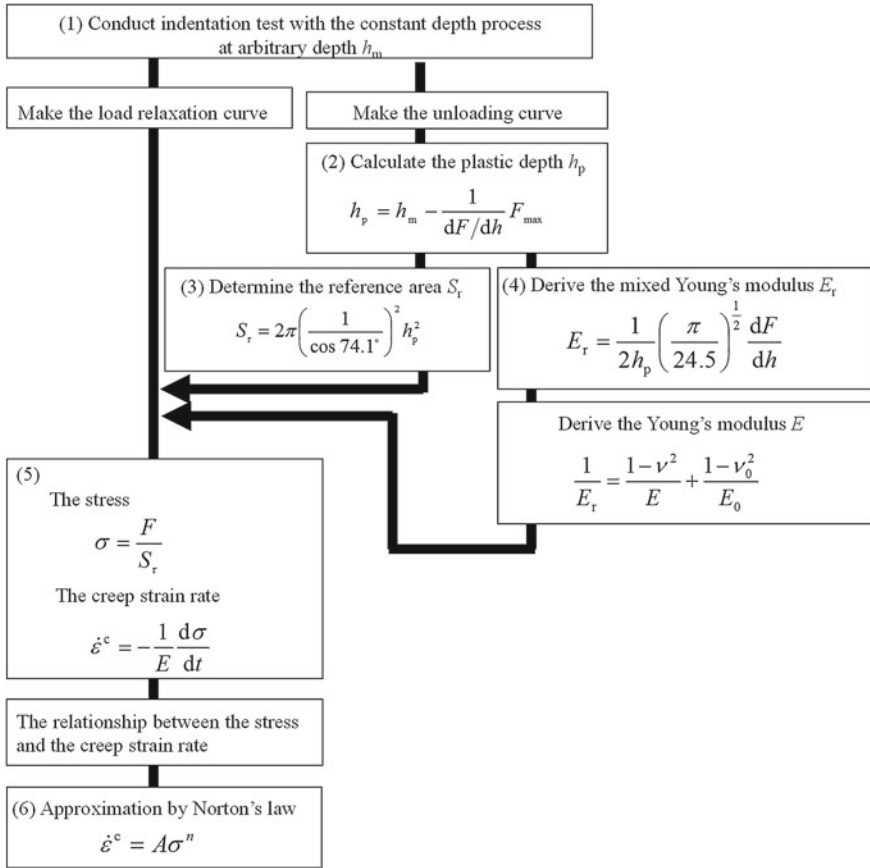 (1) Conduct indentation test with the constant depth process
at arbitrary depth hₘ
Make the load relaxation curve
Make the unloading curve
(2) Calculate the plastic depth hₚ
hₚ = hₘ − 1/(dF/dh) Fₘₐₓ
(3) Determine the reference area Sᵣ
Sᵣ = 2π(1/cos 74.1°)² hₚ²
(4) Derive the mixed Young's modulus Eᵣ
Eᵣ = 1/(2hₚ) (π/24.5)^(1/2) dF/dh
Derive the Young's modulus E
1/Eᵣ = (1−ν²)/E + (1−ν₀²)/E₀
(5)
The stress
σ = F/Sᵣ
The creep strain rate
ε̇ᶜ = − 1/E dσ/dt
The relationship between the stress
and the creep strain rate
(6) Approximation by Norton's law
ε̇ᶜ = Aσⁿ